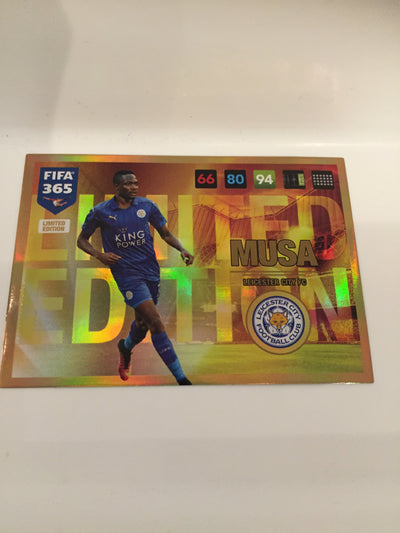 FIFA
365
LIMITED
EDITION
66 80 94
LIMITED
EDITION
KING
POWER
MUSA
LEICESTER CITY FC
LEICESTER CITY
FOOTBALL CLUB